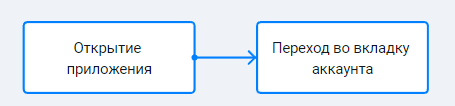 Открытие
приложения
Переход во вкладку
аккаунта